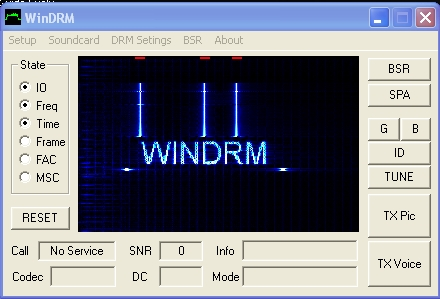 WinDRM
Setup Soundcard DRM Setings BSR About
State
IO
Freq
Time
Frame
FAC
MSC
RESET
WINDRM
BSR
SPA
G B
ID
TUNE
TX Pic
TX Voice
Call No Service SNR 0 Info
Codec DC Mode